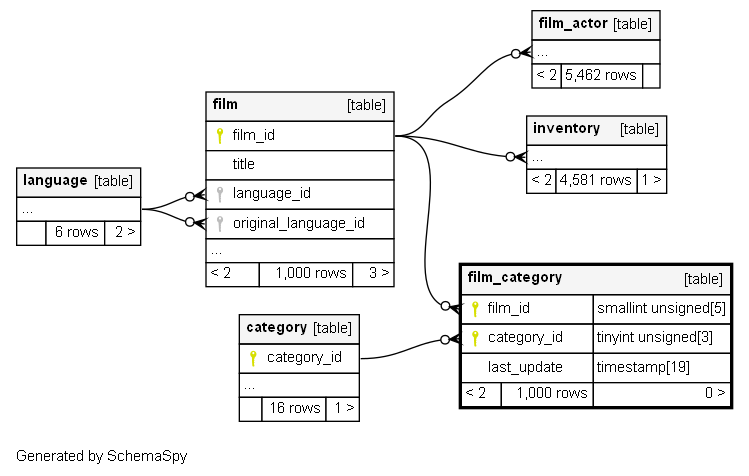 film_actor [table]
...
< 2 5,462 rows
film [table]
film_id
title
language_id
original_language_id
...
< 2 1,000 rows 3 >
inventory [table]
...
< 2 4,581 rows 1 >
language [table]
...
6 rows 2 >
film_category [table]
film_id smallint unsigned[5]
category_id tinyint unsigned[3]
last_update timestamp[19]
< 2 1,000 rows 0 >
category [table]
category_id
...
16 rows 1 >
Generated by SchemaSpy